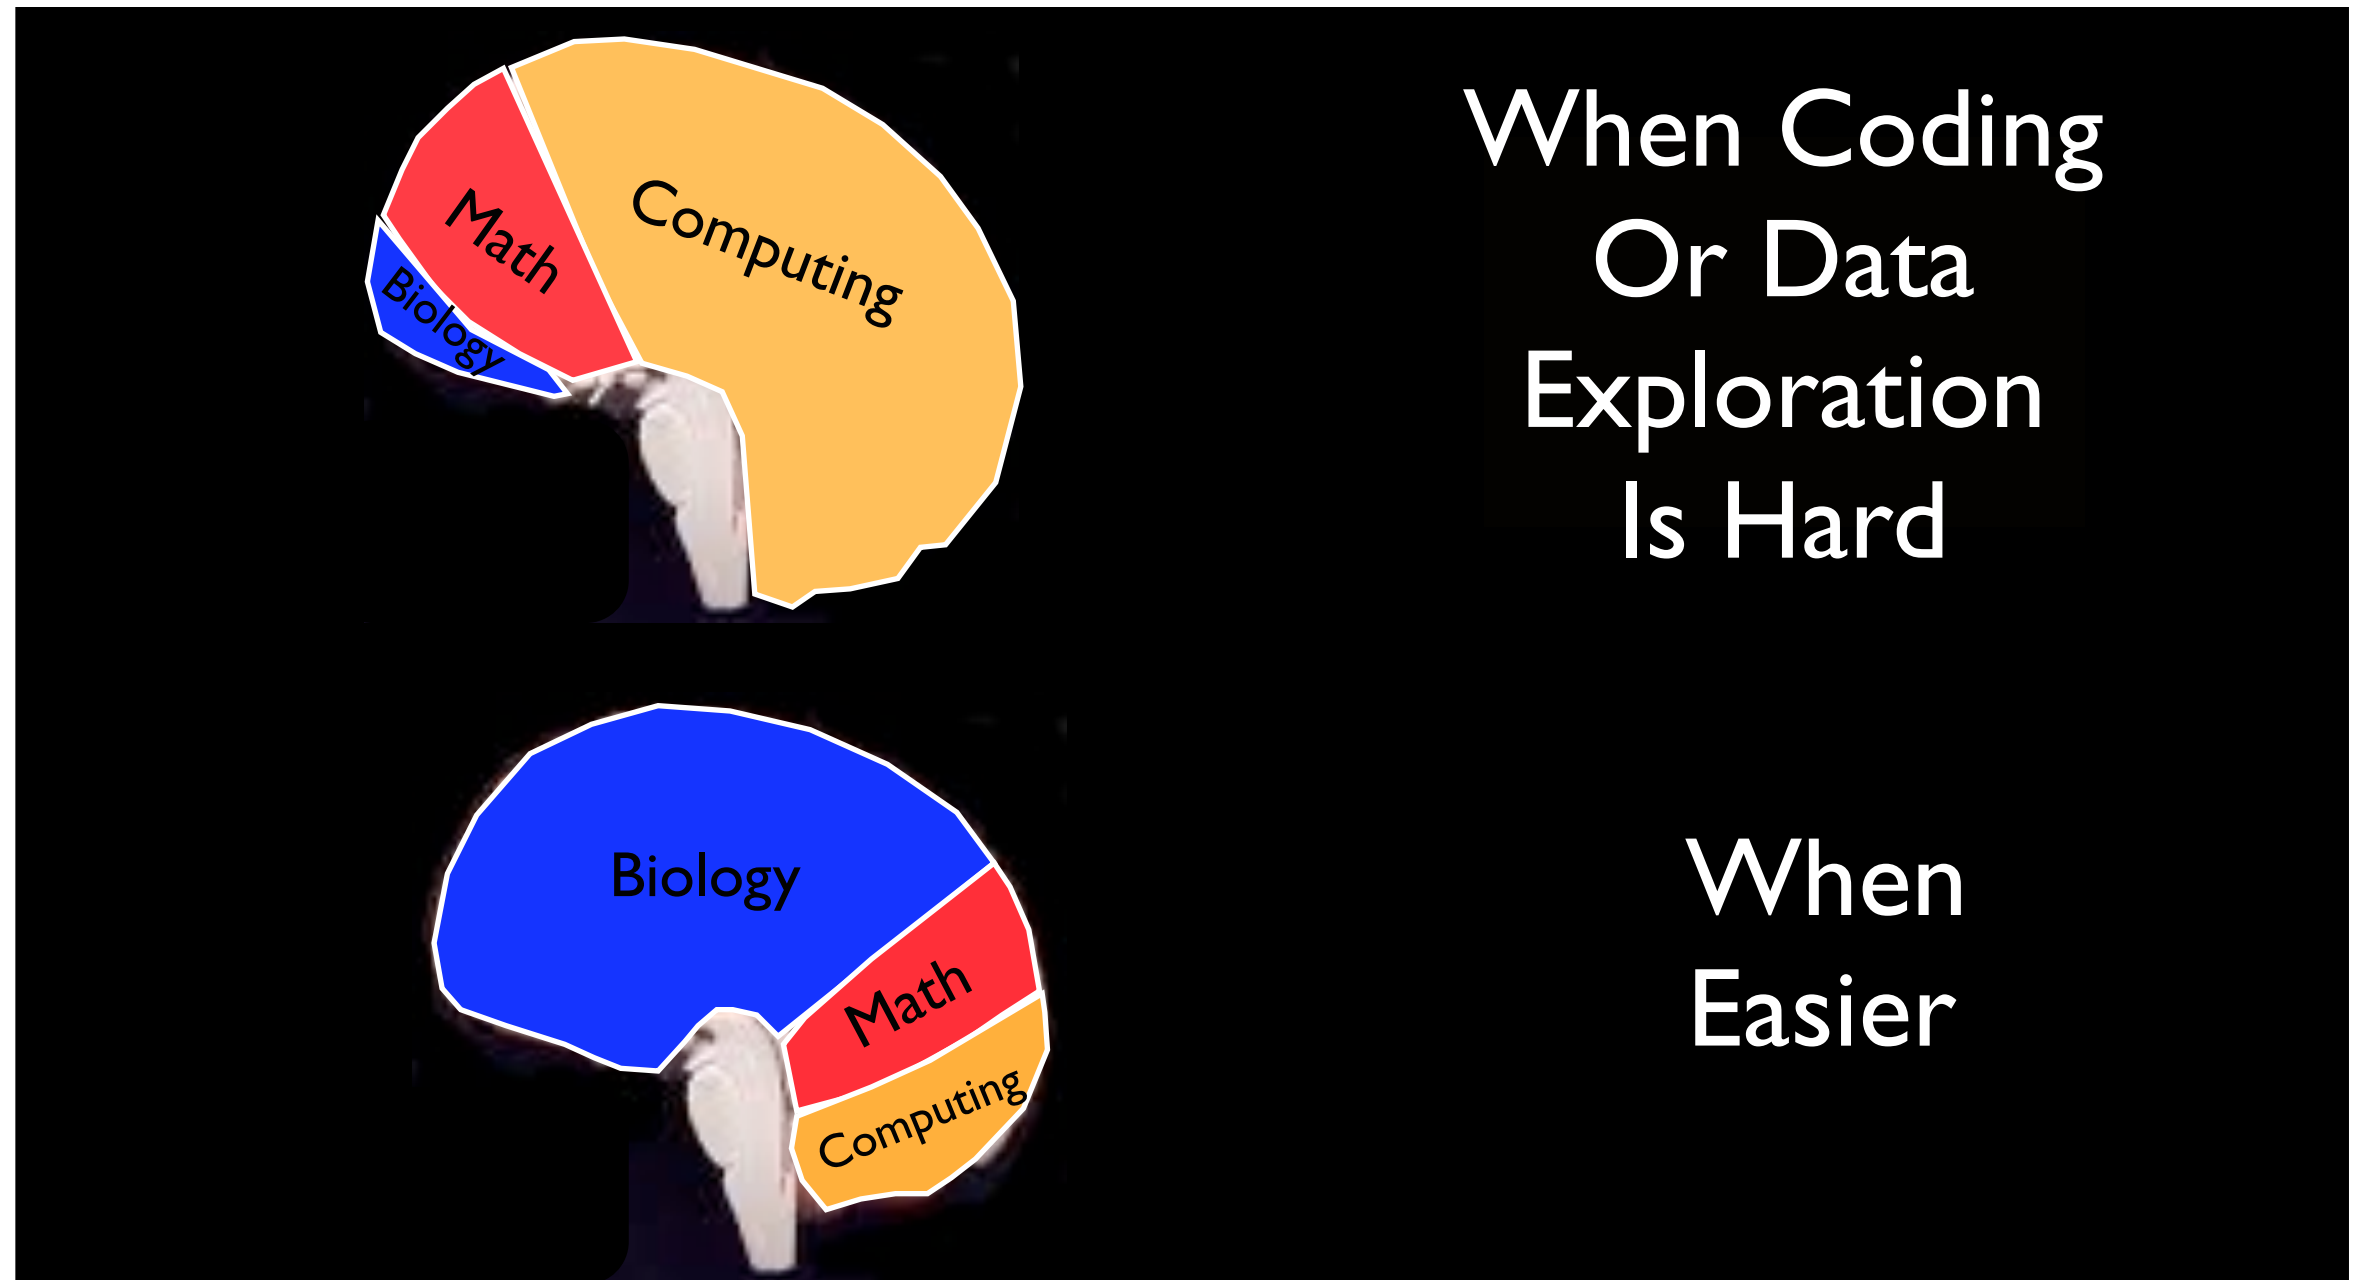 Math
Computing
Biology
When Coding
Or Data
Exploration
Is Hard
Biology
Math
Computing
When
Easier